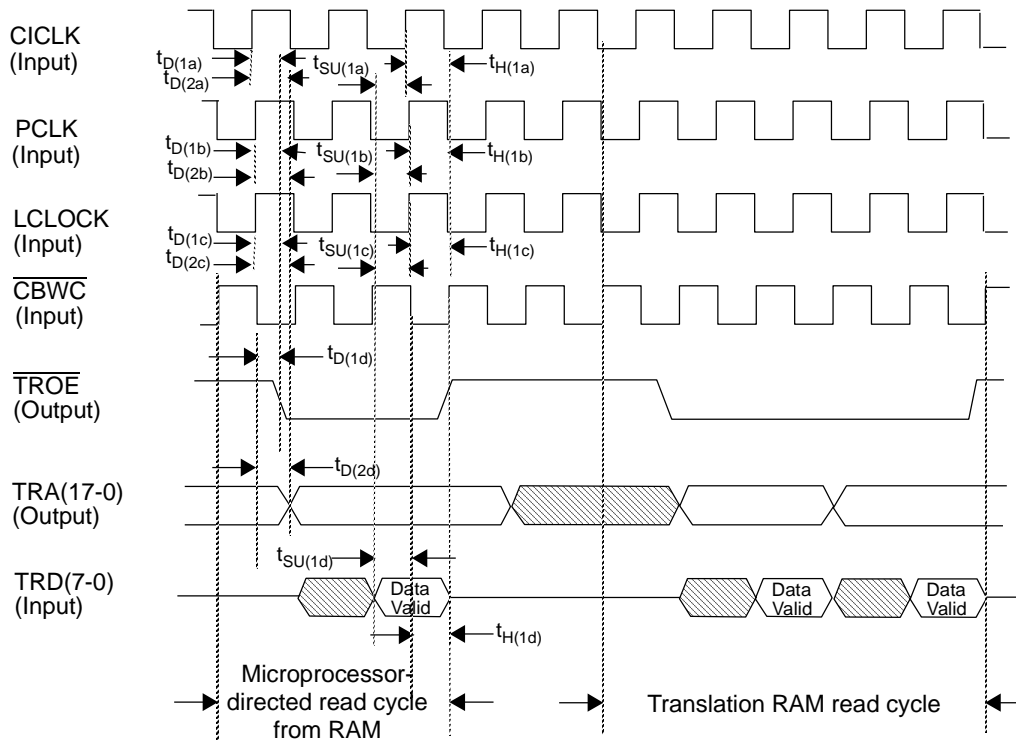 CICLK
(Input)
tD(1a)
tD(2a)
tSU(1a)
tH(1a)
PCLK
(Input)
tD(1b)
tD(2b)
tSU(1b)
tH(1b)
LCLOCK
(Input)
tD(1c)
tD(2c)
tSU(1c)
tH(1c)
CBWC
(Input)
tD(1d)
TROE
(Output)
tD(2d)
TRA(17-0)
(Output)
tSU(1d)
TRD(7-0)
(Input)
Data
Valid
Data
Valid
Data
Valid
tH(1d)
Microprocessor-
directed read cycle
from RAM
Translation RAM read cycle